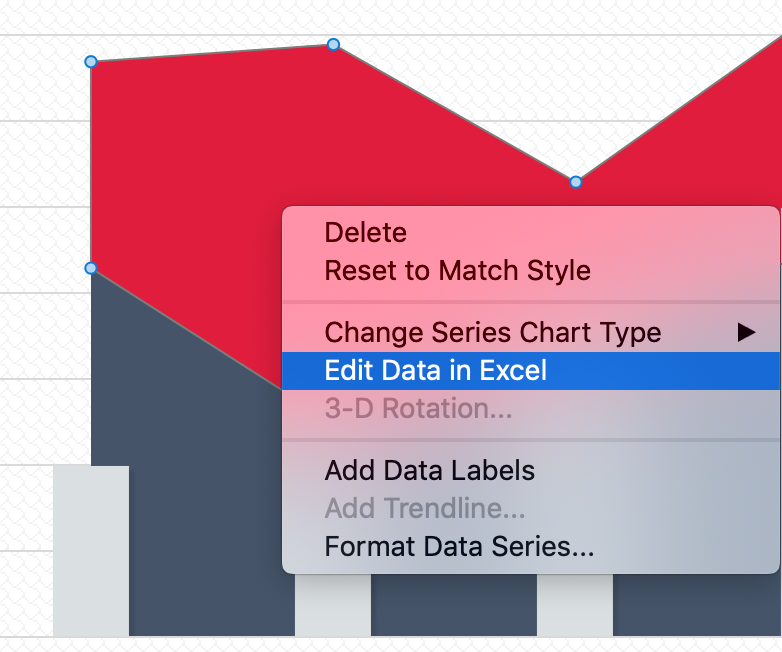 Delete
Reset to Match Style
Change Series Chart Type
Edit Data in Excel
3-D Rotation...
Add Data Labels
Add Trendline...
Format Data Series...